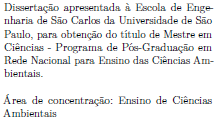 Dissertação apresentada à Escola de Enge-
nharia de São Carlos da Universidade de São
Paulo, para obtenção do título de Mestre em
Ciências - Programa de Pós-Graduação em
Rede Nacional para Ensino das Ciências Am-
bientais.
Área de concentração: Ensino de Ciências
Ambientais